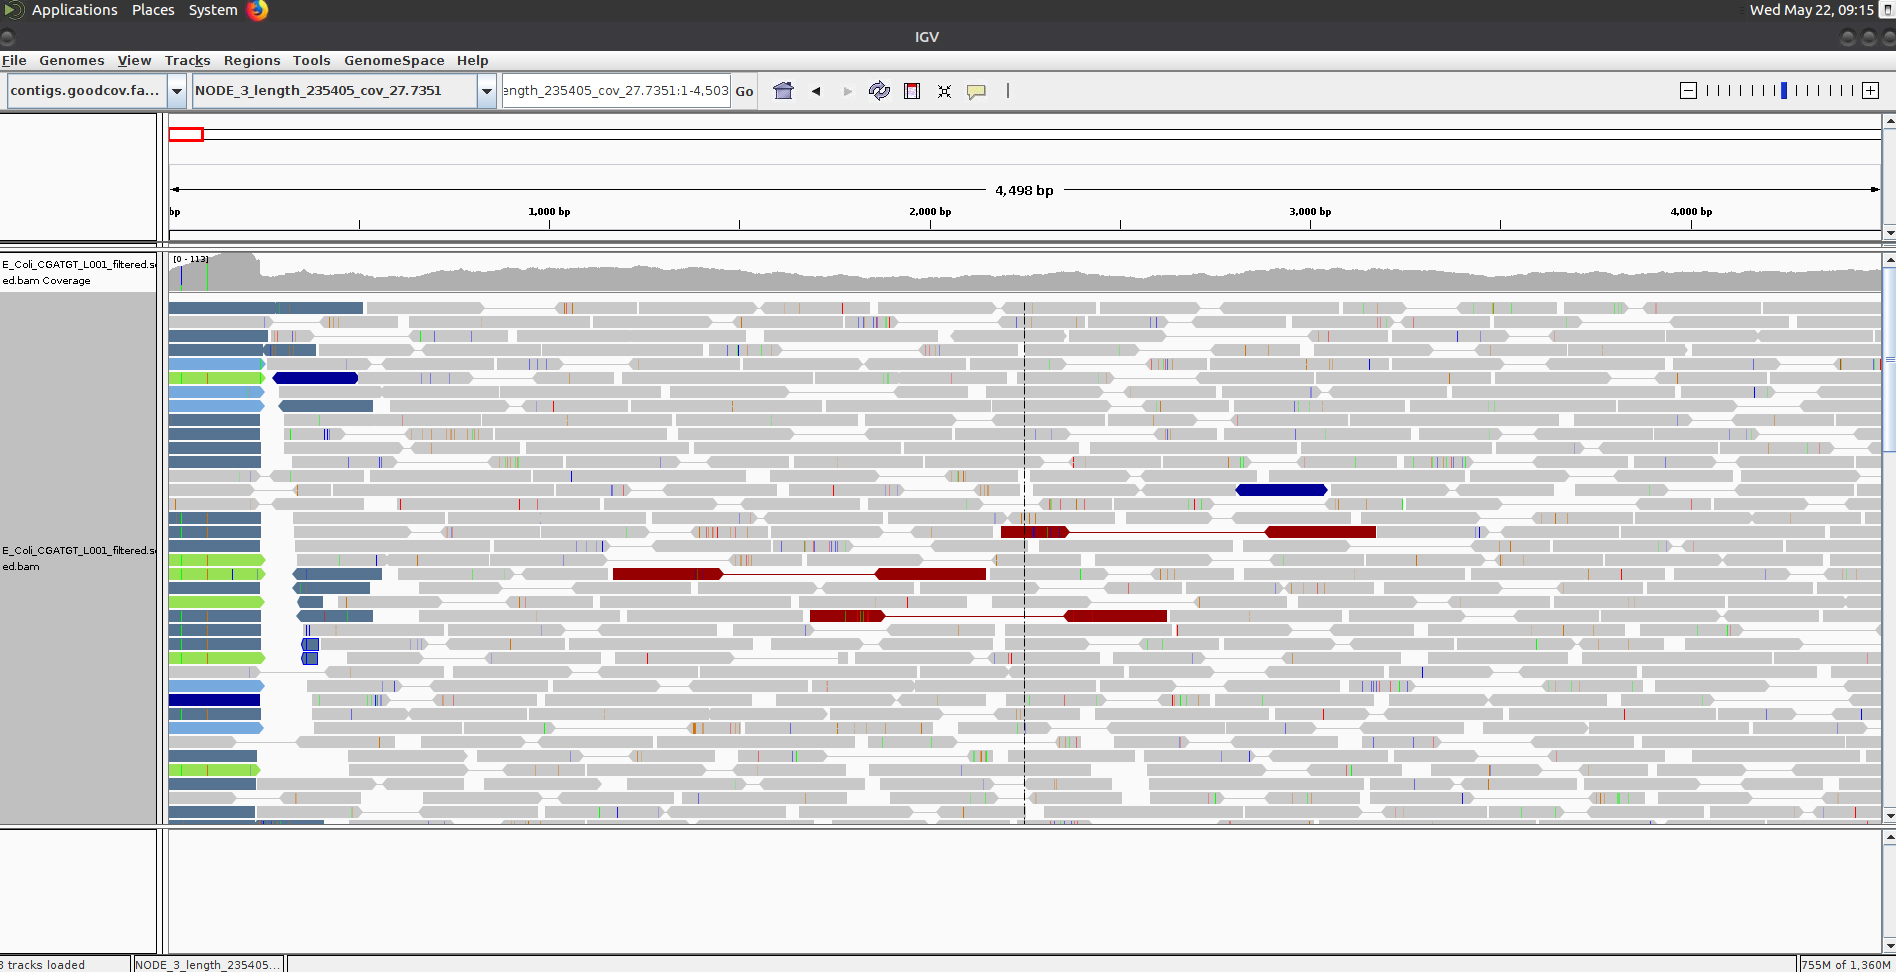 Applications Places System Wed May 22, 09:15
IGV
File Genomes View Tracks Regions Tools GenomeSpace Help
contigs.goodcov.fa... NODE_3_length_235405_cov_27.7351 ength_235405_cov_27.7351:1-4,503 Go
4,498 bp
bp 1,000 bp 2,000 bp 3,000 bp 4,000 bp
E_Coli_CGATGT_L001_filtered.s [0 - 113]
ed.bam Coverage
E_Coli_CGATGT_L001_filtered.s
ed.bam
3 tracks loaded NODE_3_length_235405... 755M of 1,360M